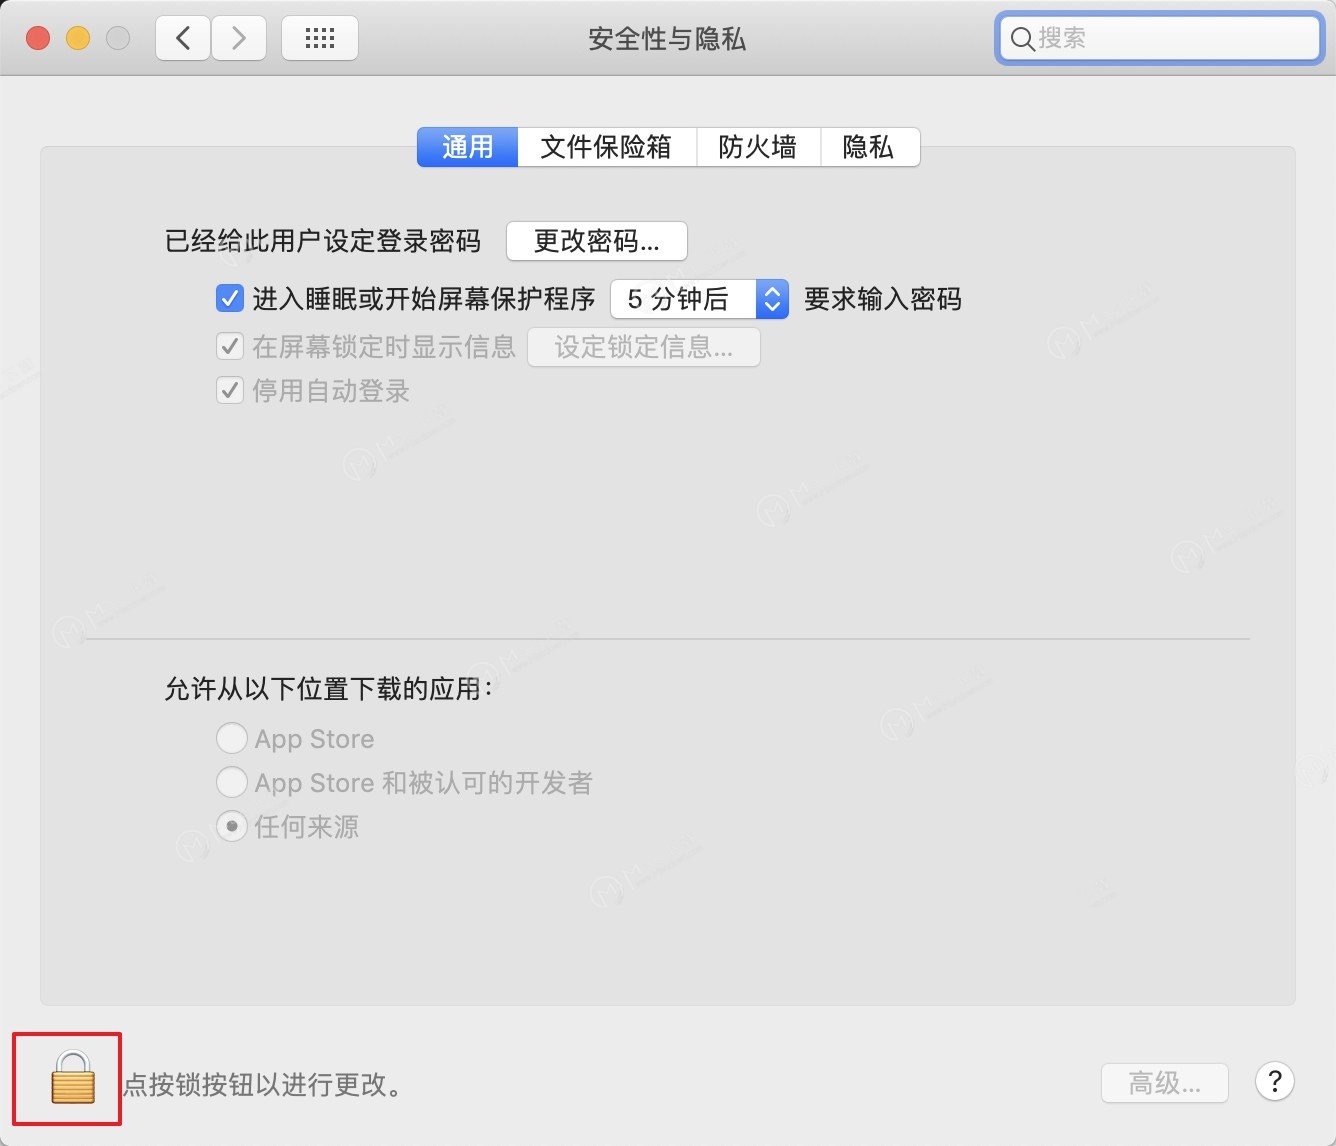 安全性与隐私
搜索
通用 文件保险箱 防火墙 隐私
已经给此用户设定登录密码 更改密码...
进入睡眠或开始屏幕保护程序 5 分钟后 要求输入密码
在屏幕锁定时显示信息 设定锁定信息...
停用自动登录
允许从以下位置下载的应用：
App Store
App Store 和被认可的开发者
任何来源
点按锁按钮以进行更改。
高级... ?